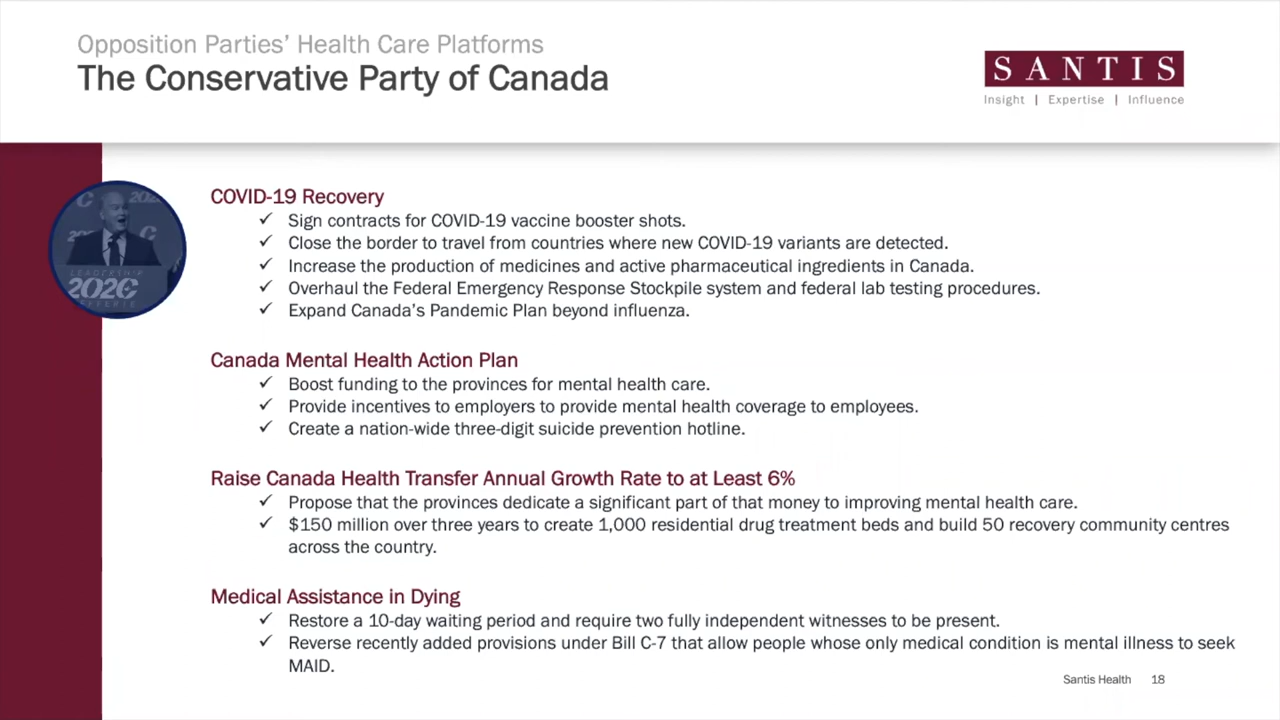 Opposition Parties’ Health Care Platforms
The Conservative Party of Canada
SANTIS
Insight | Expertise | Influence
LEADERSHIP
2020
COVID-19 Recovery
✓ Sign contracts for COVID-19 vaccine booster shots.
✓ Close the border to travel from countries where new COVID-19 variants are detected.
✓ Increase the production of medicines and active pharmaceutical ingredients in Canada.
✓ Overhaul the Federal Emergency Response Stockpile system and federal lab testing procedures.
✓ Expand Canada’s Pandemic Plan beyond influenza.
Canada Mental Health Action Plan
✓ Boost funding to the provinces for mental health care.
✓ Provide incentives to employers to provide mental health coverage to employees.
✓ Create a nation-wide three-digit suicide prevention hotline.
Raise Canada Health Transfer Annual Growth Rate to at Least 6%
✓ Propose that the provinces dedicate a significant part of that money to improving mental health care.
✓ $150 million over three years to create 1,000 residential drug treatment beds and build 50 recovery community centres
across the country.
Medical Assistance in Dying
✓ Restore a 10-day waiting period and require two fully independent witnesses to be present.
✓ Reverse recently added provisions under Bill C-7 that allow people whose only medical condition is mental illness to seek
MAID.
Santis Health 18